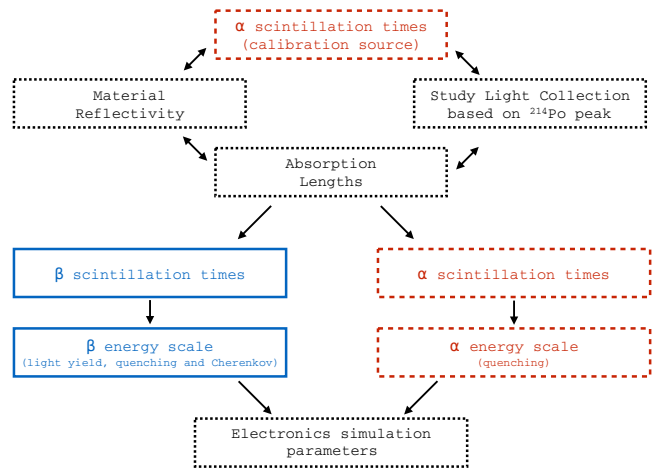 α scintillation times
(calibration source)
Material
Reflectivity
Study Light Collection
based on ²¹⁴Po peak
Absorption
Lengths
β scintillation times
α scintillation times
β energy scale
(light yield, quenching and Cherenkov)
α energy scale
(quenching)
Electronics simulation
parameters